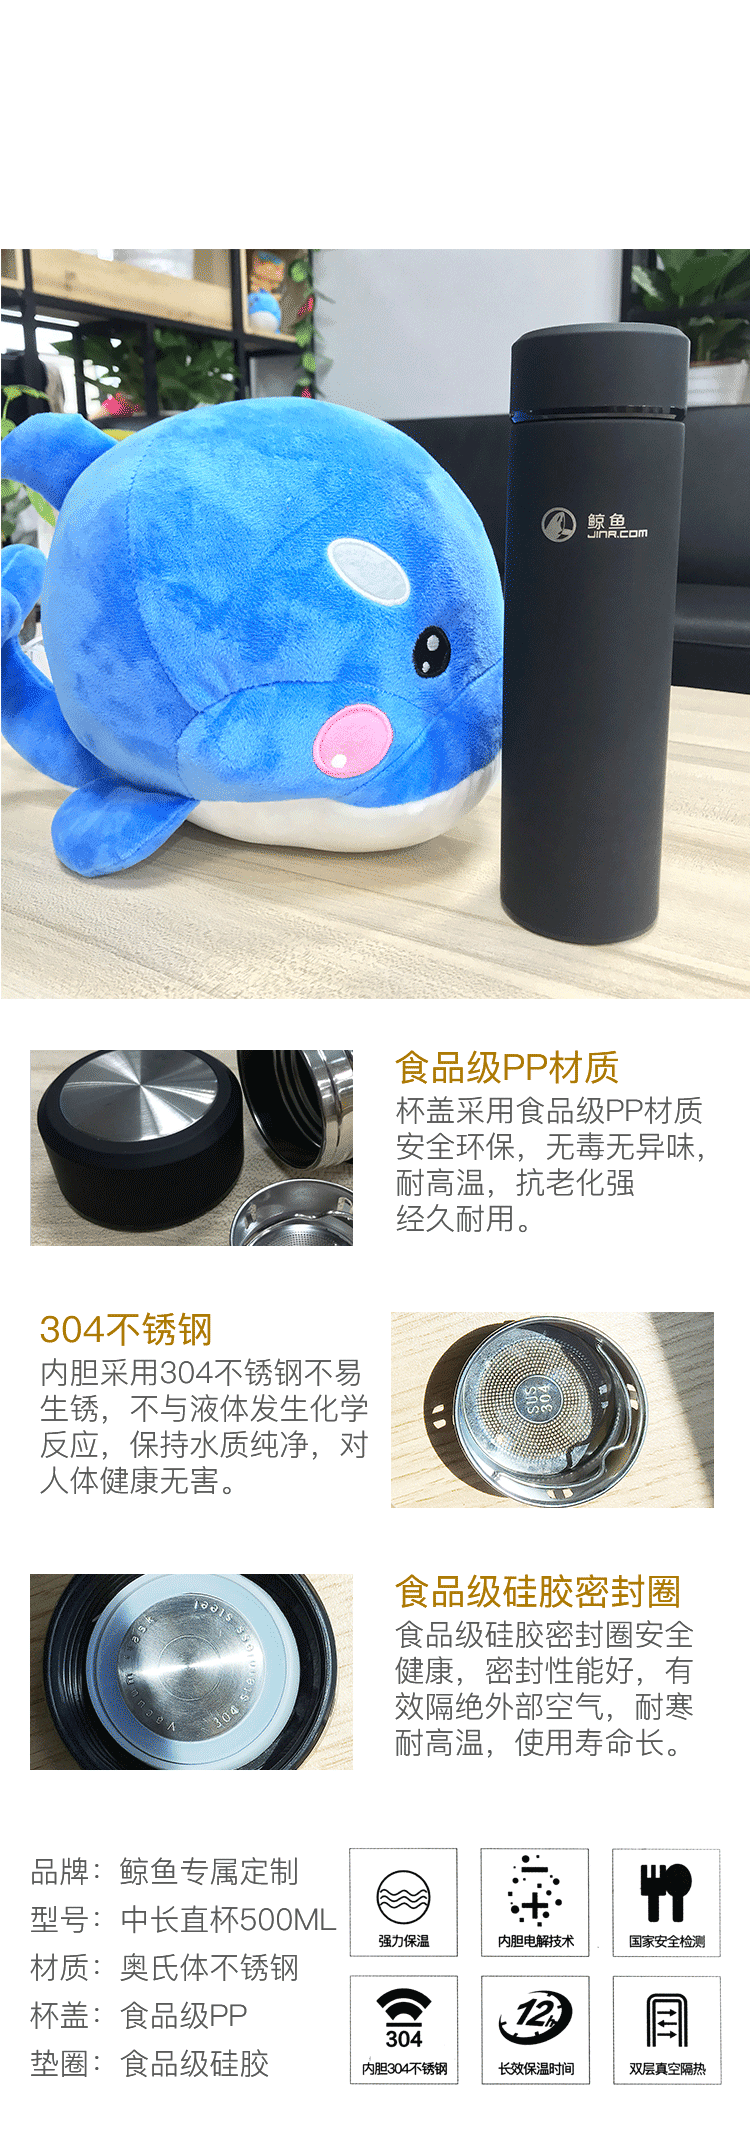 鲸鱼
JINA.COM
食品级PP材质
杯盖采用食品级PP材质
安全环保，无毒无异味，
耐高温，抗老化强
经久耐用。
304不锈钢
内胆采用304不锈钢不易
生锈，不与液体发生化学
反应，保持水质纯净，对
人体健康无害。
SUS
304
食品级硅胶密封圈
食品级硅胶密封圈安全
健康，密封性能好，有
效隔绝外部空气，耐寒
耐高温，使用寿命长。
304 stainless steel
Vacuum flask
品牌：鲸鱼专属定制
型号：中长直杯500ML
材质：奥氏体不锈钢
杯盖：食品级PP
垫圈：食品级硅胶
强力保温
内胆电解技术
国家安全检测
304
内胆304不锈钢
12h
长效保温时间
双层真空隔热